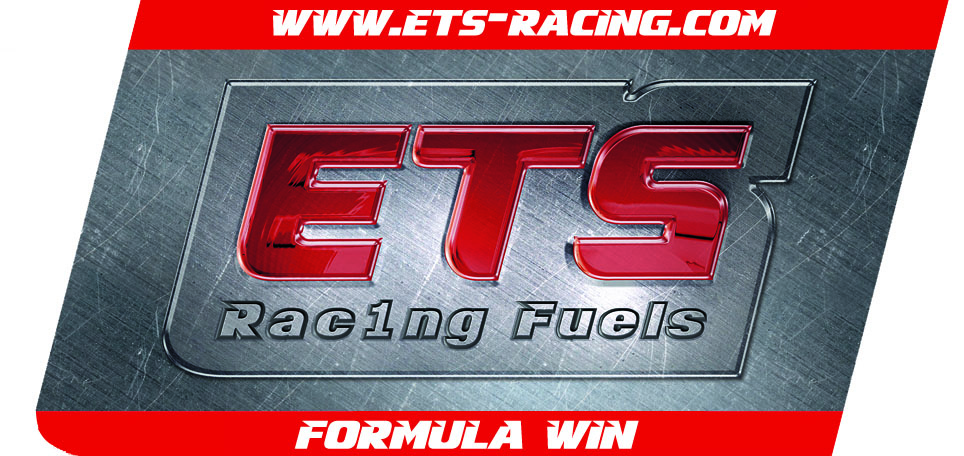 WWW.ETS-RACING.COM
ETS
Rac1ng Fuels
FORMULA WIN